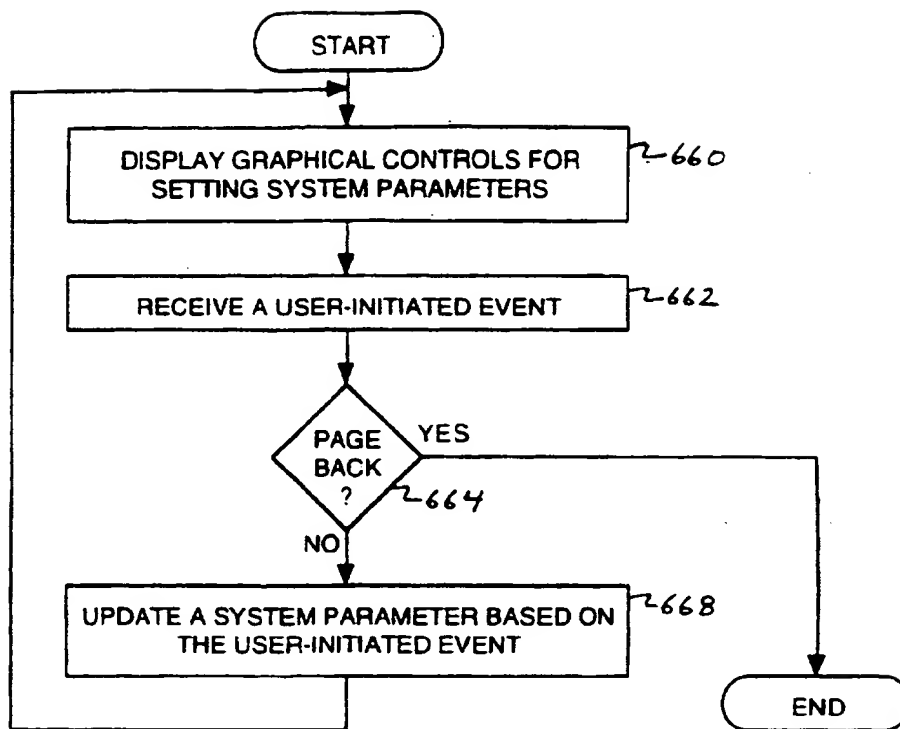 START
DISPLAY GRAPHICAL CONTROLS FOR
SETTING SYSTEM PARAMETERS
660
RECEIVE A USER-INITIATED EVENT
662
PAGE
BACK
?
YES
664
NO
UPDATE A SYSTEM PARAMETER BASED ON
THE USER-INITIATED EVENT
668
END